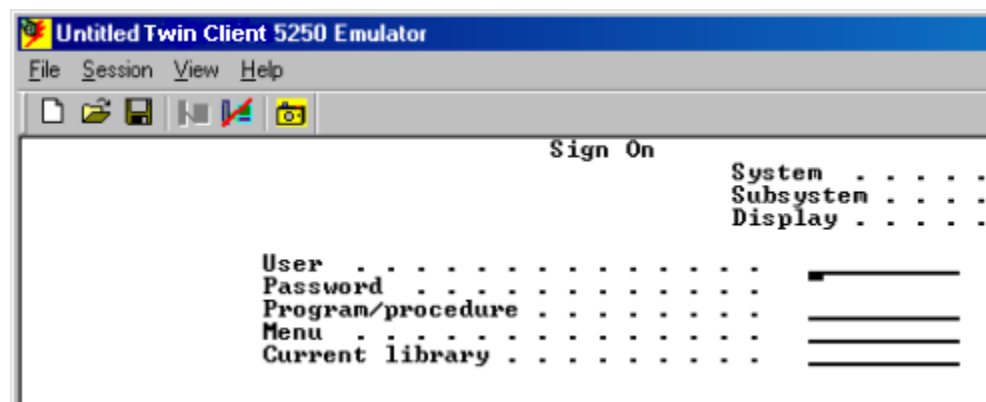 Untitled Twin Client 5250 Emulator
File Session View Help
Sign On
System . . . . .
Subsystem . . . .
Display . . . . .
User . . . . . . . . . . . . . .
Password . . . . . . . . . . . .
Program/procedure . . . . . . . .
Menu . . . . . . . . . . . . . .
Current library . . . . . . . . .